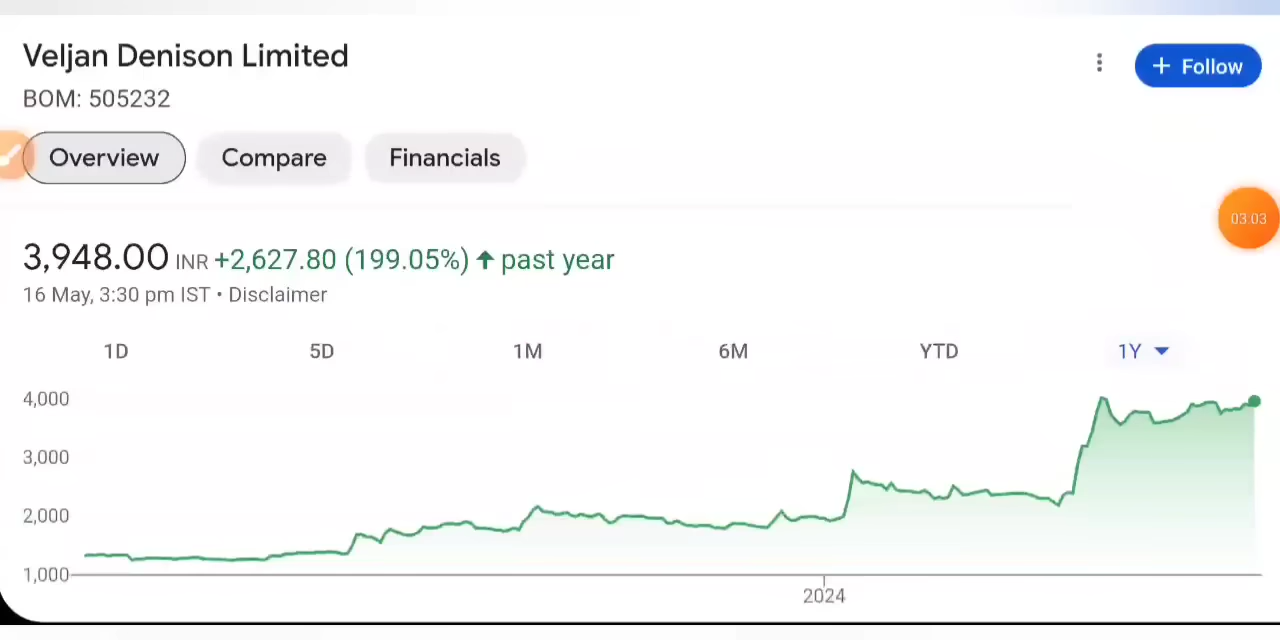 Veljan Denison Limited
+ Follow
BOM: 505232
Overview
Compare
Financials
03:03
3,948.00 INR +2,627.80 (199.05%) ↑ past year
16 May, 3:30 pm IST • Disclaimer
1D 5D 1M 6M YTD 1Y
4,000
3,000
2,000
1,000
2024